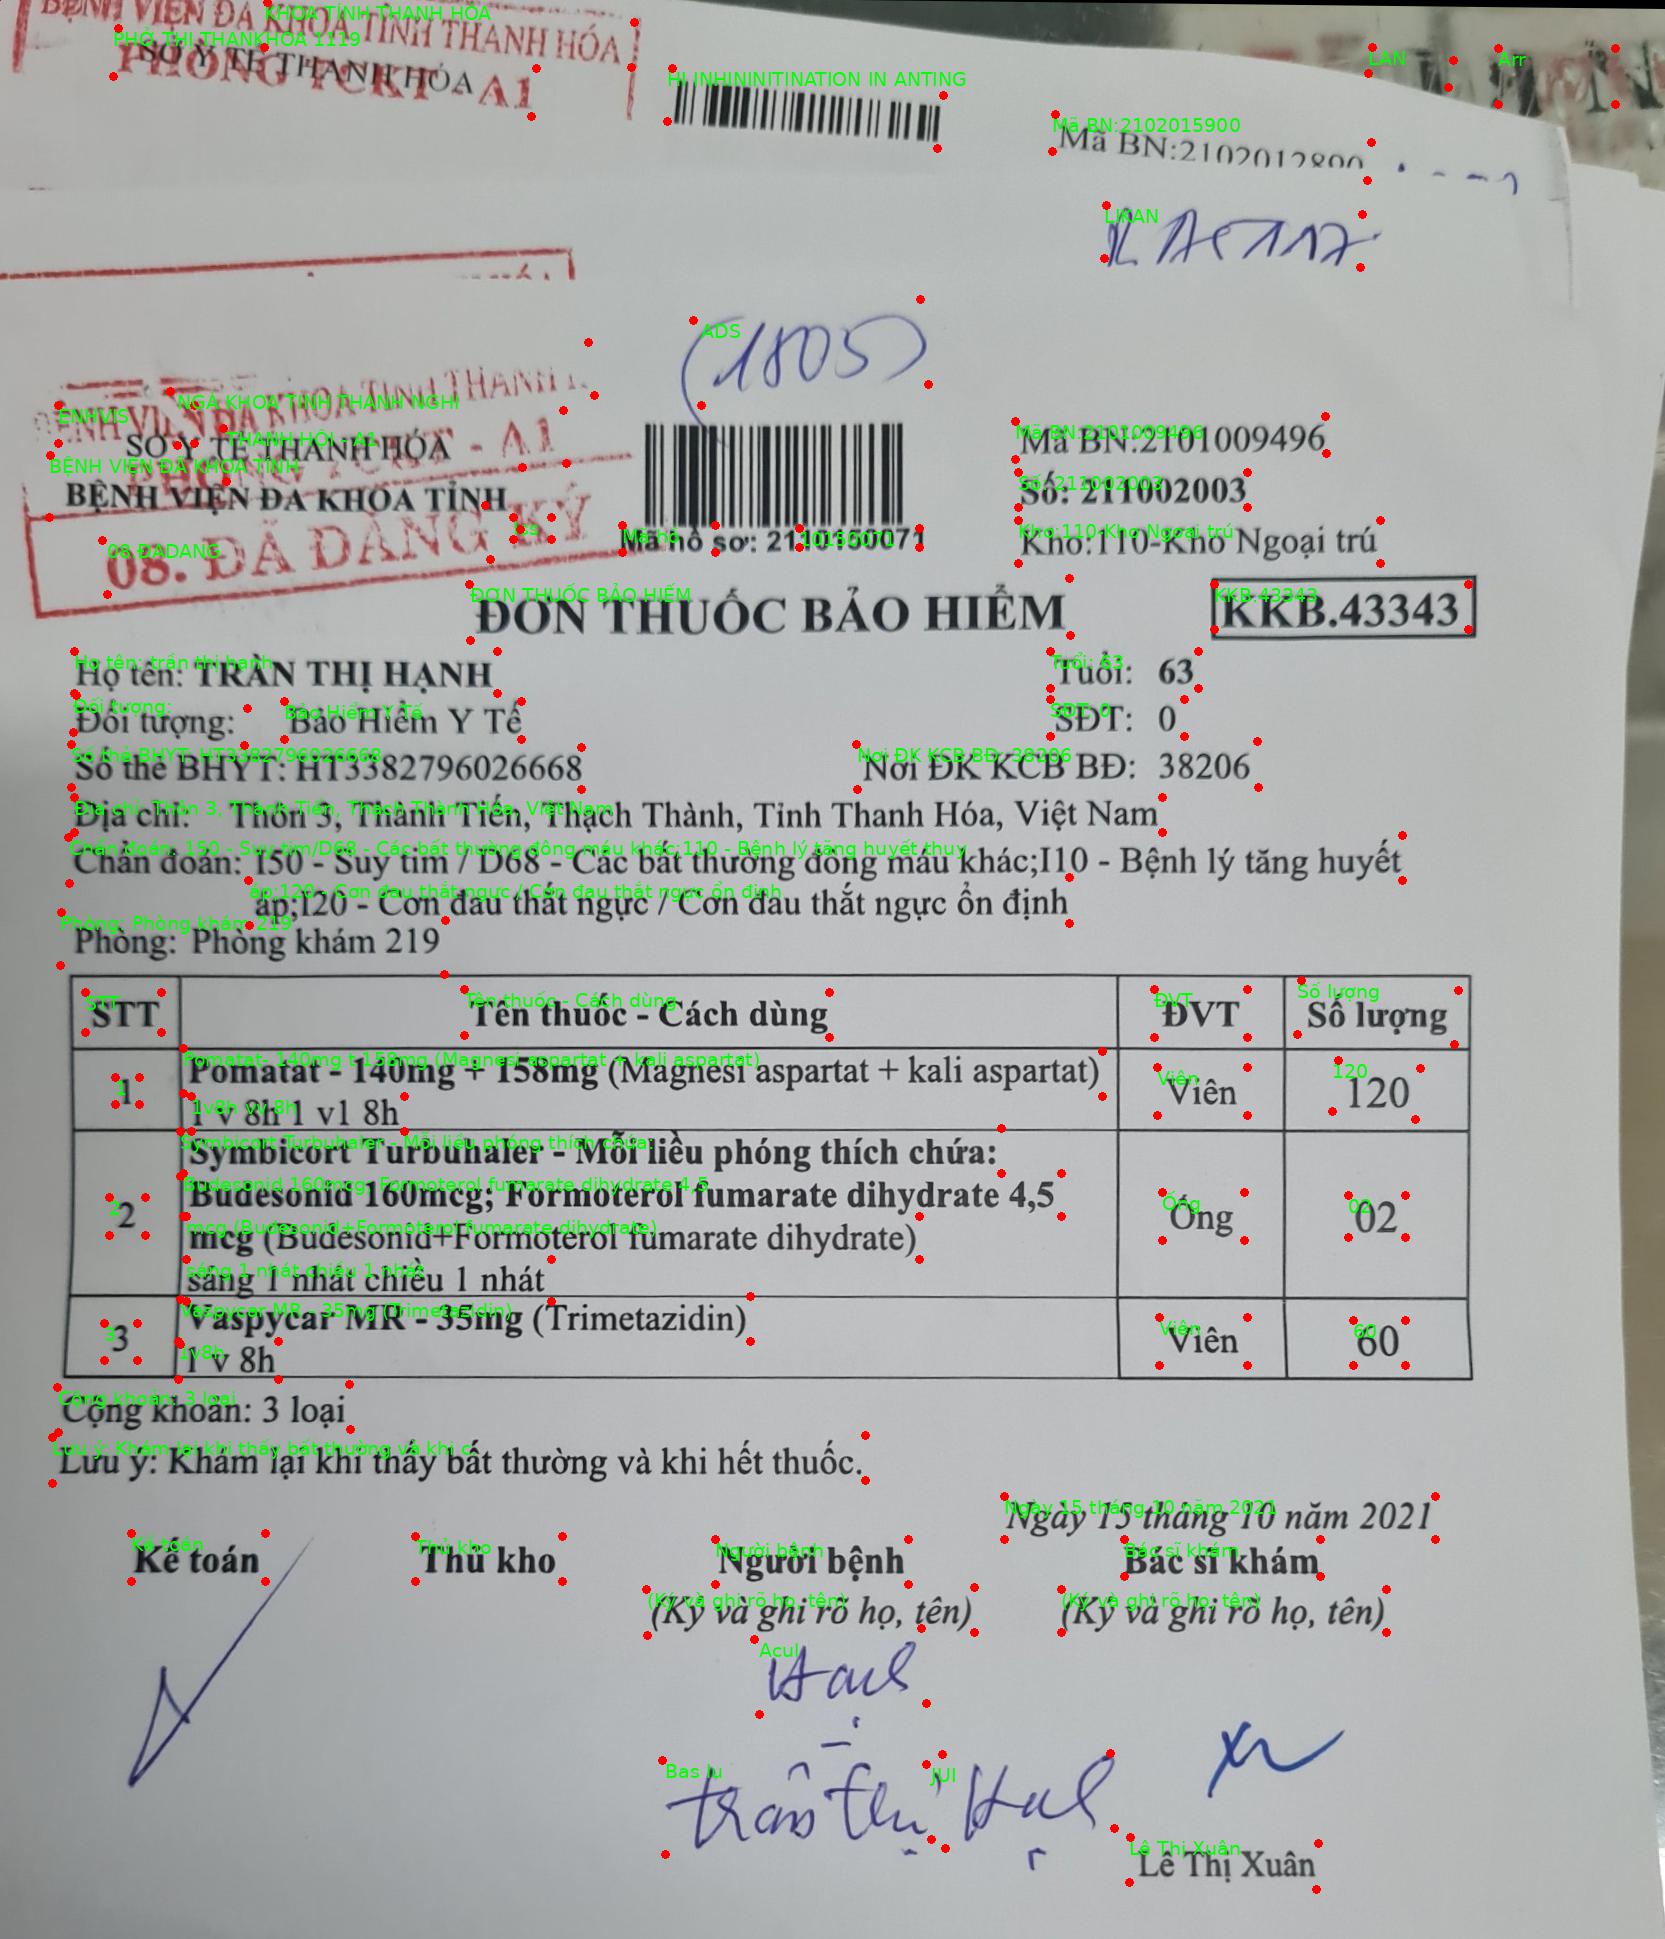 BỆNH VIỆN ĐA KHOA TỈNH THANH HÓA
SỞ Y TẾ THANH HÓA
PHÒNG TCKT A1
Mã BN:2102012800
(1805)
BỆNH VIỆN ĐA KHOA TỈNH THANH
SỞ Y TẾ THANH HÓA
PHÒNG TCKT - A1
BỆNH VIỆN ĐA KHOA TỈNH
08. ĐÃ ĐĂNG KÝ
Mã hồ sơ: 2110150071
Mã BN:2101009496
Số: 211002003
Kho:110-Kho Ngoại trú
ĐƠN THUỐC BẢO HIỂM
KKB.43343
Họ tên: TRẦN THỊ HẠNH Tuổi: 63
Đối tượng: Bảo Hiểm Y Tế SĐT: 0
Số thẻ BHYT: HT3382796026668 Nơi ĐK KCB BĐ: 38206
Địa chỉ: Thôn 3, Thành Tiến, Thạch Thành, Tỉnh Thanh Hóa, Việt Nam
Chẩn đoán: I50 - Suy tim / D68 - Các bất thường đông máu khác;I10 - Bệnh lý tăng huyết
áp;I20 - Cơn đau thắt ngực / Cơn đau thắt ngực ổn định
Phòng: Phòng khám 219
STT Tên thuốc - Cách dùng ĐVT Số lượng
1 Pomatat - 140mg + 158mg (Magnesi aspartat + kali aspartat) Viên 120
1 v 8h 1 v1 8h
2 Symbicort Turbuhaler - Mỗi liều phóng thích chứa:
Budesonid 160mcg; Formoterol fumarate dihydrate 4,5 Ống 02
mcg (Budesonid+Formoterol fumarate dihydrate)
sáng 1 nhát chiều 1 nhát
3 Vaspycar MR - 35mg (Trimetazidin) Viên 60
1 v 8h
Cộng khoản: 3 loại
Lưu ý: Khám lại khi thấy bất thường và khi hết thuốc.
Ngày 15 tháng 10 năm 2021
Kế toán Thủ kho Người bệnh Bác sĩ khám
(Ký và ghi rõ họ, tên) (Ký và ghi rõ họ, tên)
Hạnh
Trần Thị Hạnh
Lê Thị Xuân